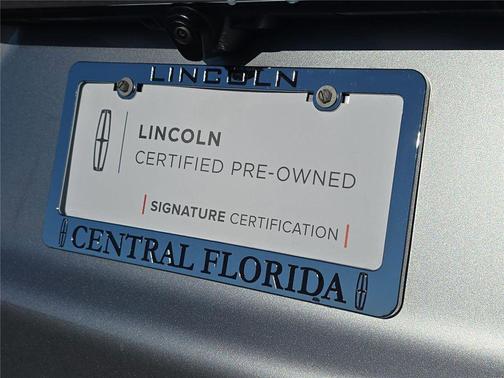 LINCOLN
LINCOLN
CERTIFIED PRE-OWNED
SIGNATURE CERTIFICATION
CENTRAL FLORIDA